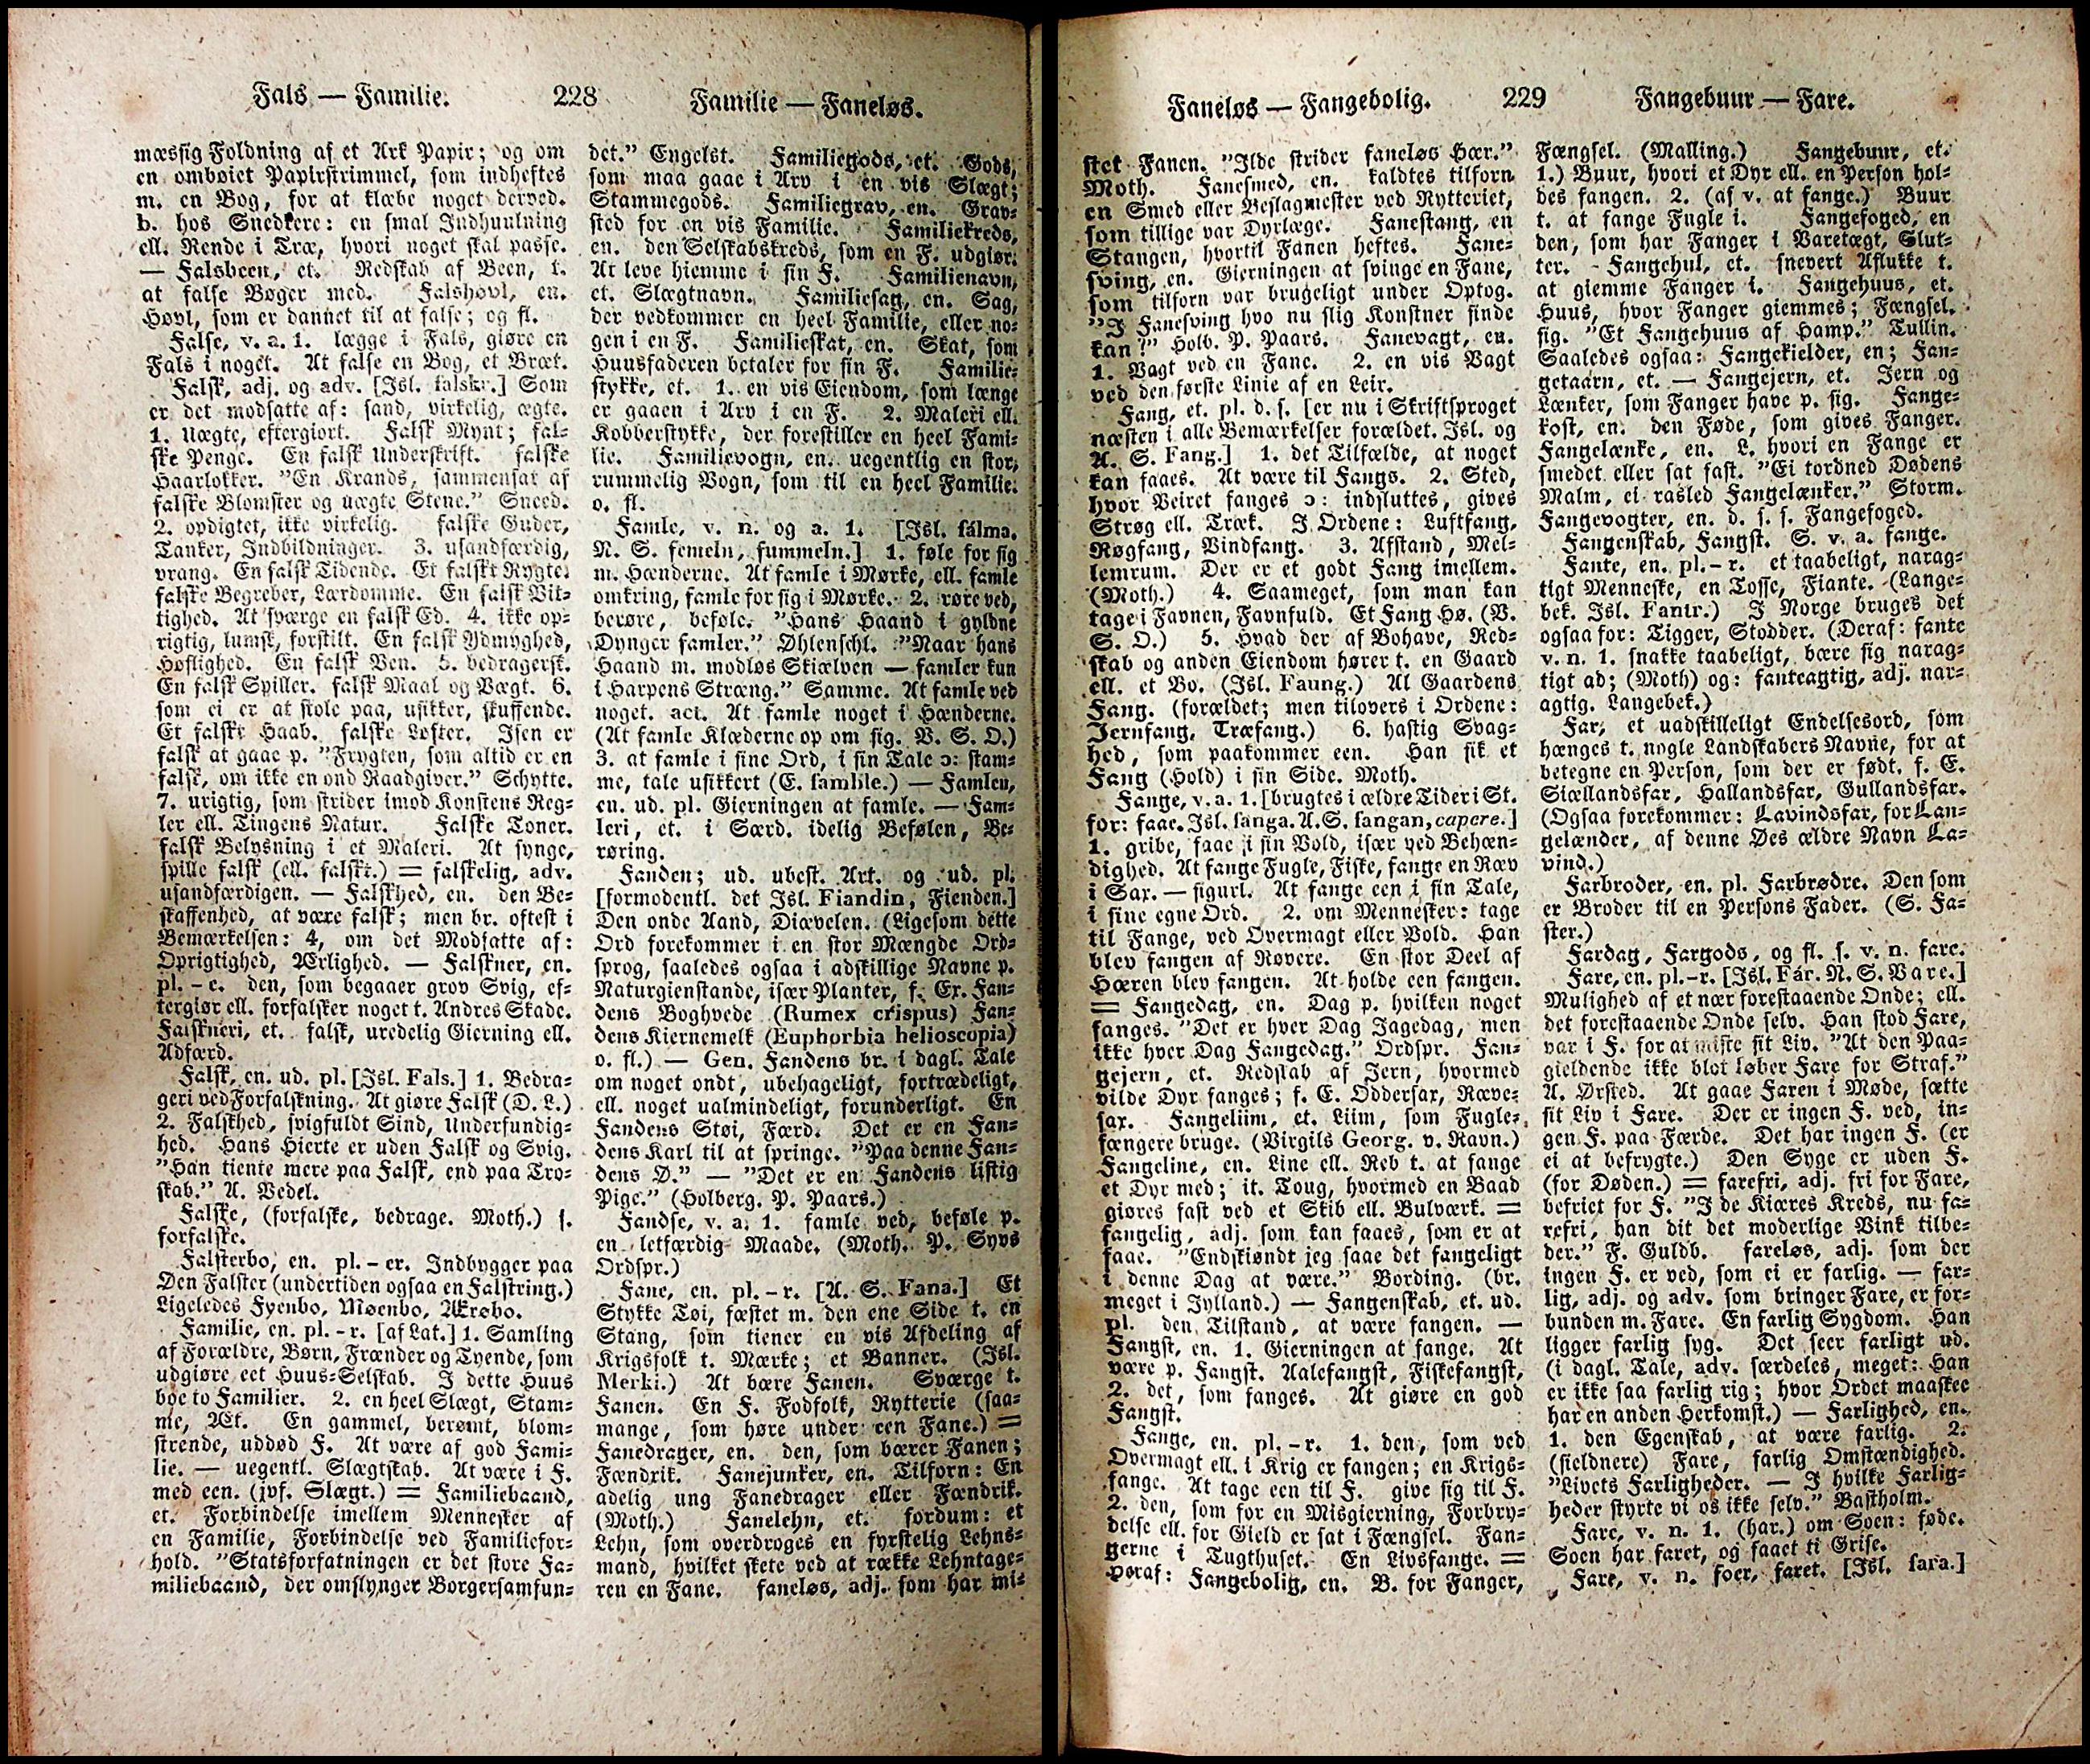 Fals — Familie.
228
Familie — Faneløs.
mæssig Foldning af et Ark Papir; og om
en ombøiet Papirstrimmel, som indheftes
m. en Bog, for at klæbe noget derved.
b. hos Snedkere: en smal Indhuulning
ell. Rende i Træ, hvori noget skal passe.
— Falsbeen, et. Redskab af Been, t.
at false Bøger med. Falshøvl, en.
Høvl, som er dannet til at false; og fl.
False, v. a. 1. lægge i Fals, giøre en
Fals i noget. At false en Bog, et Bræt.
Falsk, adj. og adv. [Isl. falskr.] Som
er det modsatte af: sand, virkelig, ægte.
1. Uægte, eftergiort. Falsk Mynt; fal-
ske Penge. En falsk Underskrift. falske
Haarlokker. "En Krands, sammensat af
falske Blomster og uægte Stene." Sneed.
2. opdigtet, ikke virkelig. falske Guder,
Tanker, Indbildninger. 3. usandfærdig,
vrang. En falsk Tidende. Et falskt Rygte.
falske Begreber, Lærdomme. En falsk Vit-
tighed. At sværge en falsk Ed. 4. ikke op-
rigtig, lumsk, forstilt. En falsk Ydmyghed,
Høflighed. En falsk Ven. 5. bedragersk.
En falsk Spiller. falsk Maal og Vægt. 6.
som ei er at stole paa, usikker, skuffende.
Et falskt Haab. falske Løfter. Isen er
falsk at gaae p. "Frygten, som altid er en
falsk, om ikke en ond Raadgiver." Schytte.
7. urigtig, som strider imod Konstens Reg-
ler ell. Tingens Natur. Falske Toner.
falsk Belysning i et Maleri. At synge,
spille falsk (ell. falskt.) = falskelig, adv.
usandfærdigen. — Falskhed, en. den Be-
skaffenhed, at være falsk; men br. oftest i
Bemærkelsen: 4, om det Modsatte af:
Oprigtighed, Ærlighed. — Falskner, en.
pl. -e. den, som begaaer grov Svig, ef-
tergiør ell. forfalsker noget t. Andres Skade.
Falskneri, et. falsk, uredelig Gierning ell.
Adfærd.
Falsk, en. ud. pl. [Isl. Fals.] 1. Bedra-
geri ved Forfalskning. At giøre Falsk (D. L.)
2. Falskhed, svigfuldt Sind, Underfundig-
hed. Hans Hierte er uden Falsk og Svig.
"Han tiente mere paa Falsk, end paa Tro-
skab." A. Vedel.
Falske, (forfalske, bedrage. Moth.) s.
forfalske.
Falsterbo, en. pl. -er. Indbygger paa
Øen Falster (undertiden ogsaa en Falstring.)
Ligeledes Fyenbo, Møenbo, Ærøbo.
Familie, en. pl. -r. [af Lat.] 1. Samling
af Forældre, Børn, Frænder og Tyende, som
udgiøre eet Huus-Selskab. I dette Huus
boe to Familier. 2. en heel Slægt, Stam-
me, Æt. En gammel, berømt, blom-
strende, uddød F. At være af god Fami-
lie. — uegentl. Slægtskab. At være i F.
med een. (jvf. Slægt.) = Familiebaand,
et. Forbindelse imellem Mennesker af
en Familie, Forbindelse ved Familiefor-
hold. "Statsforfatningen er det store Fa-
miliebaand, der omslynger Borgersamfun-
det." Engelst. Familiegods, et. Gods,
som maa gaae i Arv i en vis Slægt;
Stammegods. Familiegrav, en. Grav-
sted for en vis Familie. Familiekreds,
en. den Selskabskreds, som en F. udgiør.
At leve hiemme i sin F. Familienavn,
et. Slægtnavn. Familiesag, en. Sag,
der vedkommer en heel Familie, eller no-
gen i en F. Familieskat, en. Skat, som
Huusfaderen betaler for sin F. Familie-
stykke, et. 1. en vis Eiendom, som længe
er gaaen i Arv i en F. 2. Maleri ell.
Kobberstykke, der forestiller en heel Fami-
lie. Familievogn, en. uegentlig en stor,
rummelig Vogn, som til en heel Familie.
o. fl.
Famle, v. n. og a. 1. [Isl. fálma.
N. S. femeln, fummeln.] 1. føle for sig
m. Hænderne. At famle i Mørke, ell. famle
omkring, famle for sig i Mørke. 2. røre ved,
berøre, beføle. "Hans Haand i gyldne
Dynger famler." Øhlenschl. "Naar hans
Haand m. modløs Skiælven — famler kun
i Harpens Stræng." Samme. At famle ved
noget. act. At famle noget i Hænderne.
(At famle Klæderne op om sig. V. S. O.)
3. at famle i sine Ord, i sin Tale ɔ: stam-
me, tale usikkert (E. famble.) — Famlen,
en. ud. pl. Gierningen at famle. — Fam-
leri, et. i Særd. idelig Befølen, Be-
røring.
Fanden; ud. ubest. Art. og ud. pl.
[formodentl. det Isl. Fiandin, Fienden.]
Den onde Aand, Diævelen. (Ligesom dette
Ord forekommer i en stor Mængde Ord-
sprog, saaledes ogsaa i adskillige Navne p.
Naturgienstande, især Planter, f. Ex. Fan-
dens Boghvede (Rumex crispus) Fan-
dens Kiernemelk (Euphorbia helioscopia)
o. fl.) — Gen. Fandens br. i dagl. Tale
om noget ondt, ubehageligt, fortrædeligt,
ell. noget ualmindeligt, forunderligt. En
Fandens Støi, Færd. Det er en Fan-
dens Karl til at springe. "Paa denne Fan-
dens Ø." — "Det er en Fandens listig
Pige." (Holberg. P. Paars.)
Fandse, v. a. 1. famle ved, beføle p.
en letfærdig Maade. (Moth. P. Syvs
Ordspr.)
Fane, en. pl. -r. [A. S. Fana.] Et
Stykke Tøi, fæstet m. den ene Side t. en
Stang, som tiener en vis Afdeling af
Krigsfolk t. Mærke; et Banner. (Isl.
Merki.) At bære Fanen. Sværge t.
Fanen. En F. Fodfolk, Rytterie (saa-
mange, som høre under een Fane.) =
Fanedrager, en. den, som bærer Fanen;
Fændrik. Fanejunker, en. Tilforn: En
adelig ung Fanedrager eller Fændrik.
(Moth.) Fanelehn, et. fordum: et
Lehn, som overdroges en fyrstelig Lehns-
mand, hvilket skete ved at række Lehntage-
ren en Fane. faneløs, adj. som har mi-
Faneløs — Fangebolig.
229
Fangebuur — Fare.
stet Fanen. "Ilde strider faneløs Hær."
Moth. Fanesmed, en. kaldtes tilforn
en Smed eller Beslagmester ved Rytteriet,
som tillige var Dyrlæge. Fanestang, en
Stangen, hvortil Fanen heftes. Fane-
sving, en. Gierningen at svinge en Fane,
som tilforn var brugeligt under Optog.
"I Fanesving hvo nu slig Konstner finde
kan?" Holb. P. Paars. Fanevagt, en.
1. Vagt ved en Fane. 2. en vis Vagt
ved den første Linie af en Leir.
Fang, et. pl. d. s. [er nu i Skriftsproget
næsten i alle Bemærkelser forældet. Isl. og
A. S. Fang.] 1. det Tilfælde, at noget
kan faaes. At være til Fangs. 2. Sted,
hvor Veiret fanges ɔ: indsluttes, gives
Strøg ell. Træk. I Ordene: Luftfang,
Røgfang, Vindfang. 3. Afstand, Mel-
lemrum. Der er et godt Fang imellem.
(Moth.) 4. Saameget, som man kan
tage i Favnen, Favnfuld. Et Fang Hø. (V.
S. O.) 5. Hvad der af Bohave, Red-
skab og anden Eiendom hører t. en Gaard
ell. et Bo. (Isl. Faung.) Al Gaardens
Fang. (forældet; men tilovers i Ordene:
Jernfang, Træfang.) 6. hastig Svag-
hed, som paakommer een. Han fik et
Fang (Hold) i sin Side. Moth.
Fange, v. a. 1. [brugtes i ældre Tider i St.
for: faae. Isl. fanga. A. S. fangan, capere.]
1. gribe, faae i sin Vold, især ved Behæn-
dighed. At fange Fugle, Fiske, fange en Ræv
i Sax. — figurl. At fange een i sin Tale,
i sine egne Ord. 2. om Mennesker: tage
til Fange, ved Overmagt eller Vold. Han
blev fangen af Røvere. En stor Deel af
Hæren blev fangen. At holde een fangen.
= Fangedag, en. Dag p. hvilken noget
fanges. "Det er hver Dag Jagedag, men
ikke hver Dag Fangedag." Ordspr. Fan-
gejern, et. Redskab af Jern, hvormed
vilde Dyr fanges; f. E. Oddersax, Ræve-
sax. Fangeliim, et. Liim, som Fugle-
fængere bruge. (Virgils Georg. v. Ravn.)
Fangeline, en. Line ell. Reb t. at fange
et Dyr med; it. Toug, hvormed en Baad
giøres fast ved et Skib ell. Bulværk. =
fangelig, adj. som kan faaes, som er at
faae. "Endskiøndt jeg saae det fangeligt
i denne Dag at være." Bording. (br.
meget i Jylland.) — Fangenskab, et. ud.
pl. den Tilstand, at være fangen. —
Fangst, en. 1. Gierningen at fange. At
være p. Fangst. Aalefangst, Fiskefangst,
2. det, som fanges. At giøre en god
Fangst.
Fange, en. pl. -r. 1. den, som ved
Overmagt ell. i Krig er fangen; en Krigs-
fange. At tage een til F. give sig til F.
2. den, som for en Misgierning, Forbry-
delse ell. for Gield er sat i Fængsel. Fan-
gerne i Tugthuset. En Livsfange. =
Heraf: Fangebolig, en. B. for Fanger,
Fængsel. (Malling.) Fangebuur, et.
1.) Buur, hvori et Dyr ell. en Person hol-
des fangen. 2. (af v. at fange.) Buur
t. at fange Fugle i. Fangefoged, en
den, som har Fanger i Varetægt, Slut-
ter. Fangehul, et. snevert Aflukke t.
at giemme Fanger i. Fangehuus, et.
Huus, hvor Fanger giemmes; Fængsel.
fig. "Et Fangehuus af Hamp." Tullin.
Saaledes ogsaa: Fangekielder, en; Fan-
getaarn, et. — Fangejern, et. Jern og
Lænker, som Fanger have p. sig. Fange-
kost, en. den Føde, som gives Fanger.
Fangelænke, en. L. hvori en Fange er
smedet eller sat fast. "Ei tordned Dødens
Malm, ei rasled Fangelænker." Storm.
Fangevogter, en. d. s. s. Fangefoged.
Fangenskab, Fangst. S. v. a. fange.
Fante, en. pl. -r. et taabeligt, narag-
tigt Menneske, en Tosse, Fiante. (Lange-
bek. Isl. Fantr.) I Norge bruges det
ogsaa for: Tigger, Stodder. (Deraf: fante
v. n. 1. snakke taabeligt, bære sig narag-
tigt ad; (Moth) og: fanteagtig, adj. nar-
agtig. Langebek.)
Far, et uadskilleligt Endelsesord, som
hænges t. nogle Landskabers Navne, for at
betegne en Person, som der er født. f. E.
Siællandsfar, Hallandsfar, Gullandsfar.
(Ogsaa forekommer: Lavindsfar, for Lan-
gelænder, af denne Øes ældre Navn La-
vind.)
Farbroder, en. pl. Farbrødre. Den som
er Broder til en Persons Fader. (S. Fa-
ster.)
Fardag, Fargods, og fl. s. v. n. fare.
Fare, en. pl. -r. [Isl. Fár. N. S. Vare.]
Mulighed af et nær forestaaende Onde; ell.
det forestaaende Onde selv. Han stod Fare,
var i F. for at miste sit Liv. "At den Paa-
gieldende ikke blot løber Fare for Straf."
A. Ørsted. At gaae Faren i Møde, sætte
sit Liv i Fare. Der er ingen F. ved, in-
gen F. paa Færde. Det har ingen F. (er
ei at befrygte.) Den Syge er uden F.
(for Døden.) = farefri, adj. fri for Fare,
befriet for F. "I de Kiæres Kreds, nu fa-
refri, han dit det moderlige Vink tilbe-
der." F. Guldb. fareløs, adj. som der
ingen F. er ved, som ei er farlig. — far-
lig, adj. og adv. som bringer Fare, er for-
bunden m. Fare. En farlig Sygdom. Han
ligger farlig syg. Det seer farligt ud.
(i dagl. Tale, adv. særdeles, meget: Han
er ikke saa farlig rig; hvor Ordet maaskee
har en anden Herkomst.) — Farlighed, en.
1. den Egenskab, at være farlig. 2.
(sieldnere) Fare, farlig Omstændighed.
"Livets Farligheder. — I hvilke Farlig-
heder styrte vi os ikke selv." Bastholm.
Fare, v. n. 1. (har.) om Soen: føde.
Soen har faret, og faaet ti Grise.
Fare, v. n. foer, faret. [Isl. fara.]